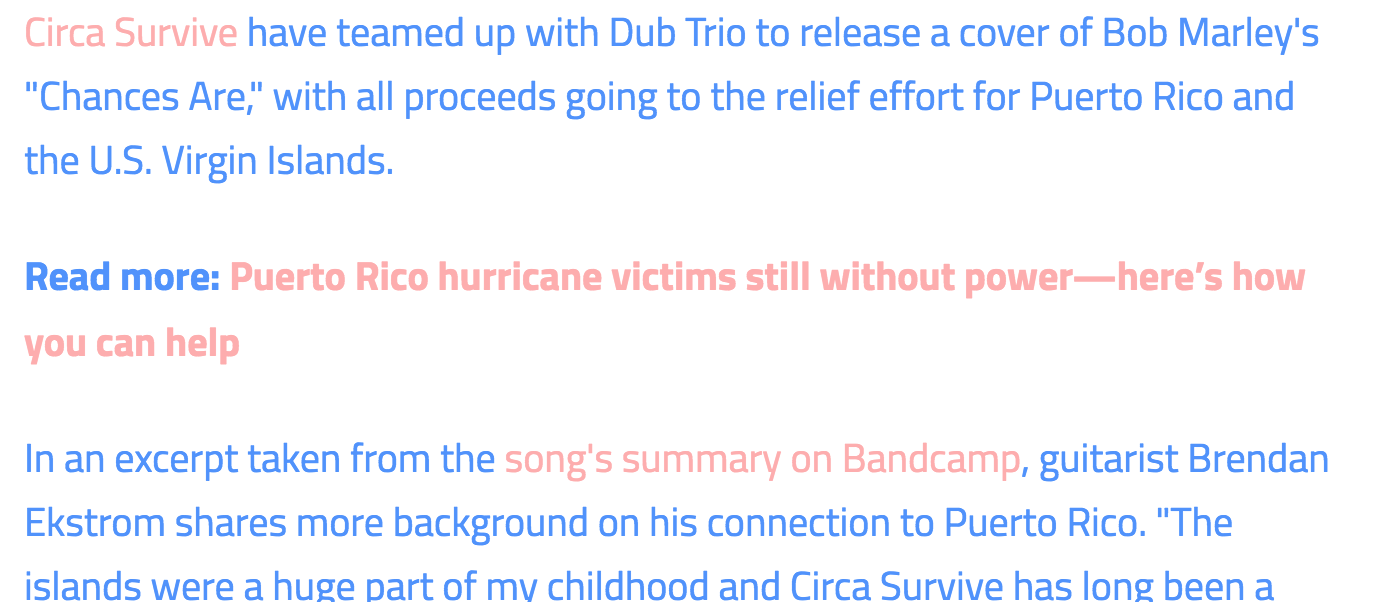 Circa Survive have teamed up with Dub Trio to release a cover of Bob Marley's
"Chances Are," with all proceeds going to the relief effort for Puerto Rico and
the U.S. Virgin Islands.
Read more: Puerto Rico hurricane victims still without power—here’s how
you can help
In an excerpt taken from the song's summary on Bandcamp, guitarist Brendan
Ekstrom shares more background on his connection to Puerto Rico. "The
islands were a huge part of my childhood and Circa Survive has long been a